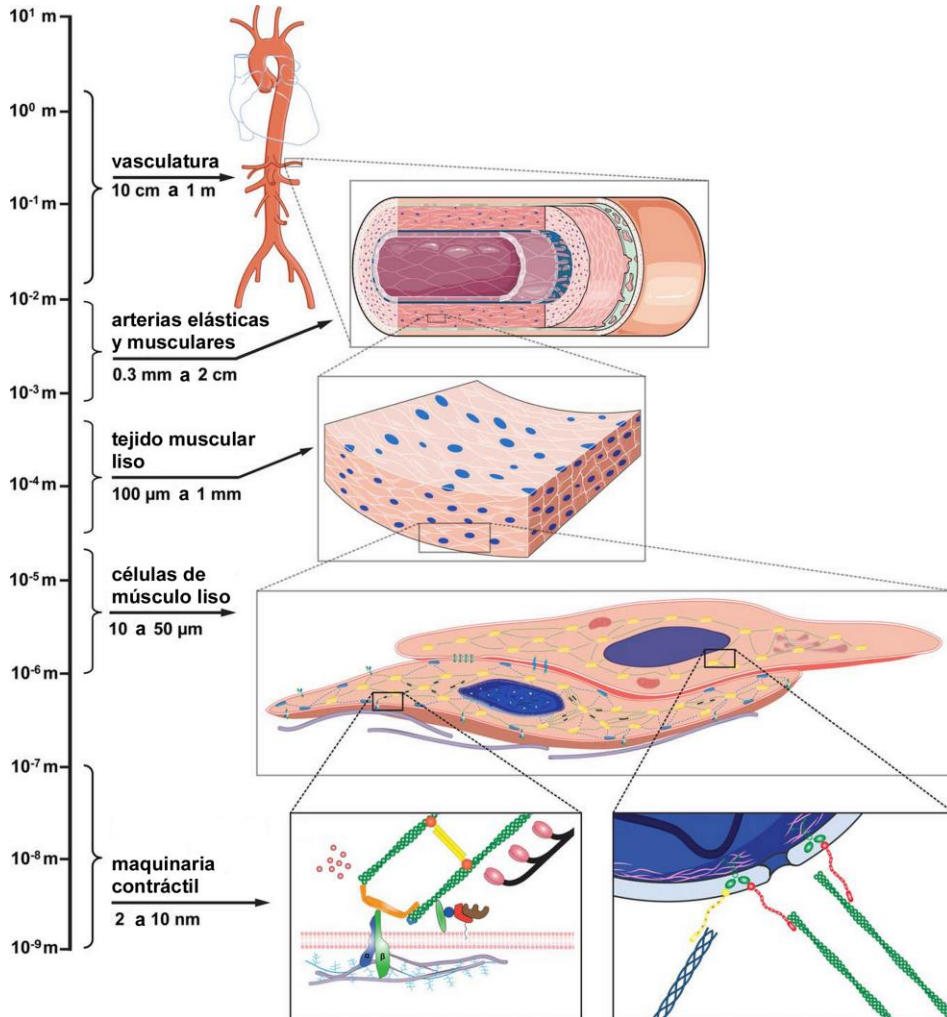 10¹ m
10⁰ m
vasculatura
10 cm a 1 m
10⁻¹ m
10⁻² m
arterias elásticas
y musculares
0.3 mm a 2 cm
10⁻³ m
tejido muscular
liso
100 µm a 1 mm
10⁻⁴ m
10⁻⁵ m
células de
músculo liso
10 a 50 µm
10⁻⁶ m
10⁻⁷ m
10⁻⁸ m
maquinaria
contráctil
2 a 10 nm
10⁻⁹ m
α β